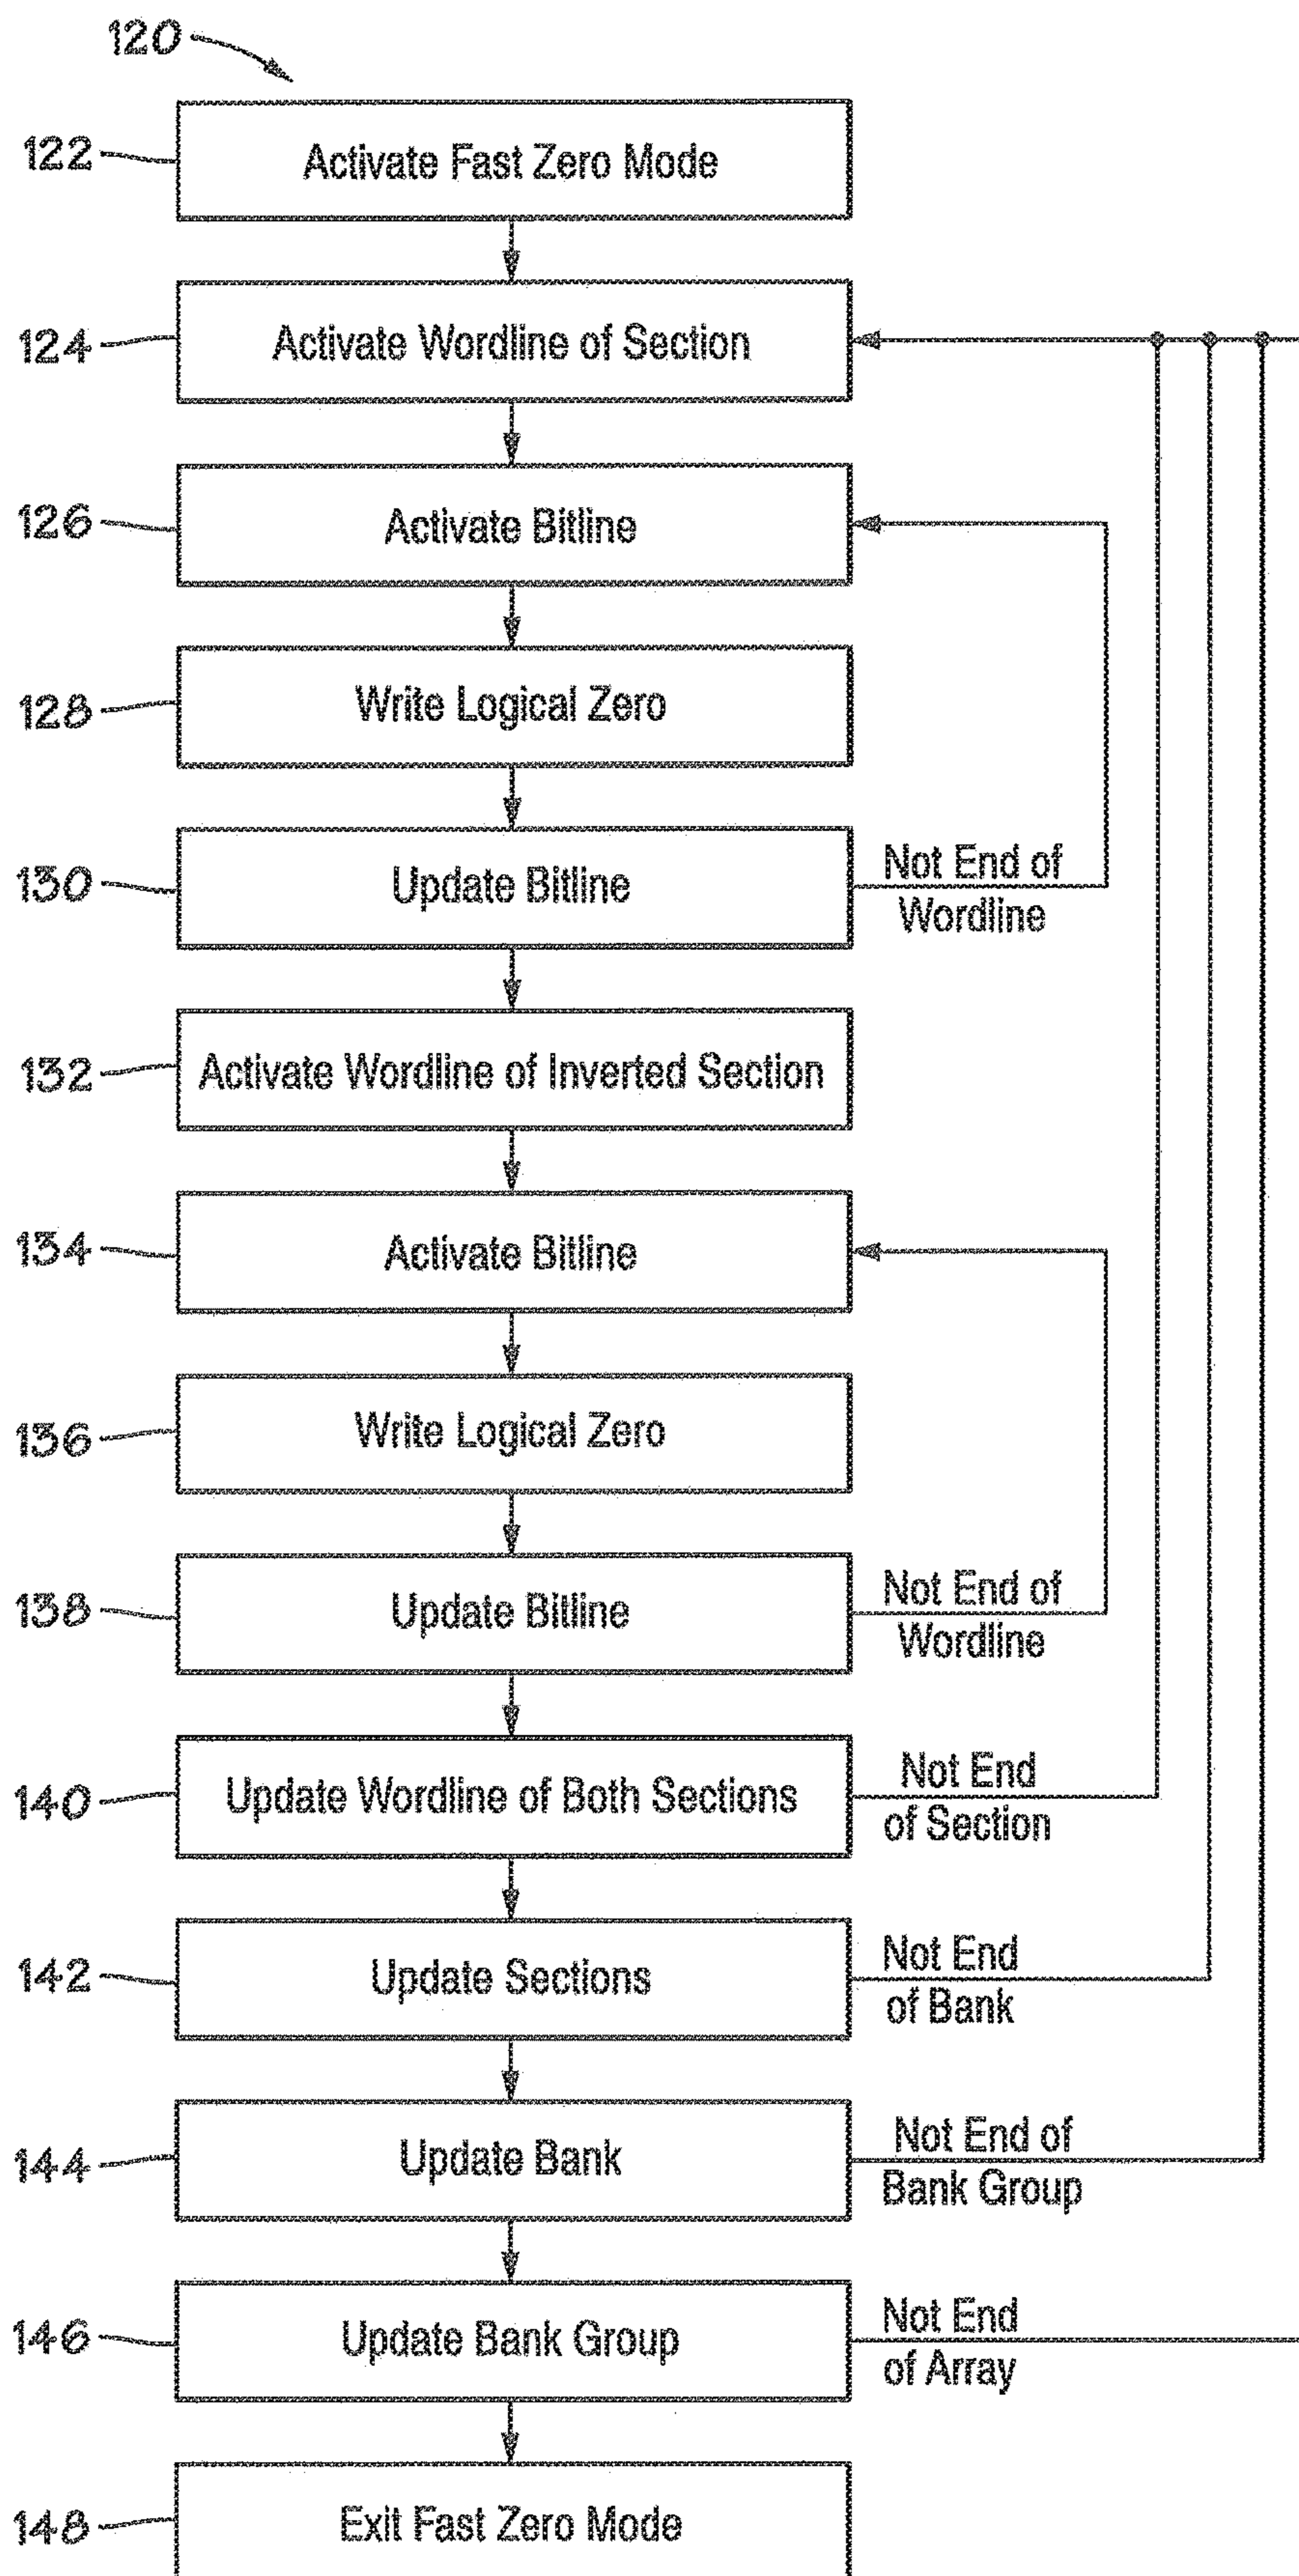 120
122
Activate Fast Zero Mode
124
Activate Wordline of Section
126
Activate Bitline
128
Write Logical Zero
130
Update Bitline
Not End of
Wordline
132
Activate Wordline of Inverted Section
134
Activate Bitline
136
Write Logical Zero
138
Update Bitline
Not End of
Wordline
140
Update Wordline of Both Sections
Not End
of Section
142
Update Sections
Not End
of Bank
144
Update Bank
Not End of
Bank Group
146
Update Bank Group
Not End
of Array
148
Exit Fast Zero Mode